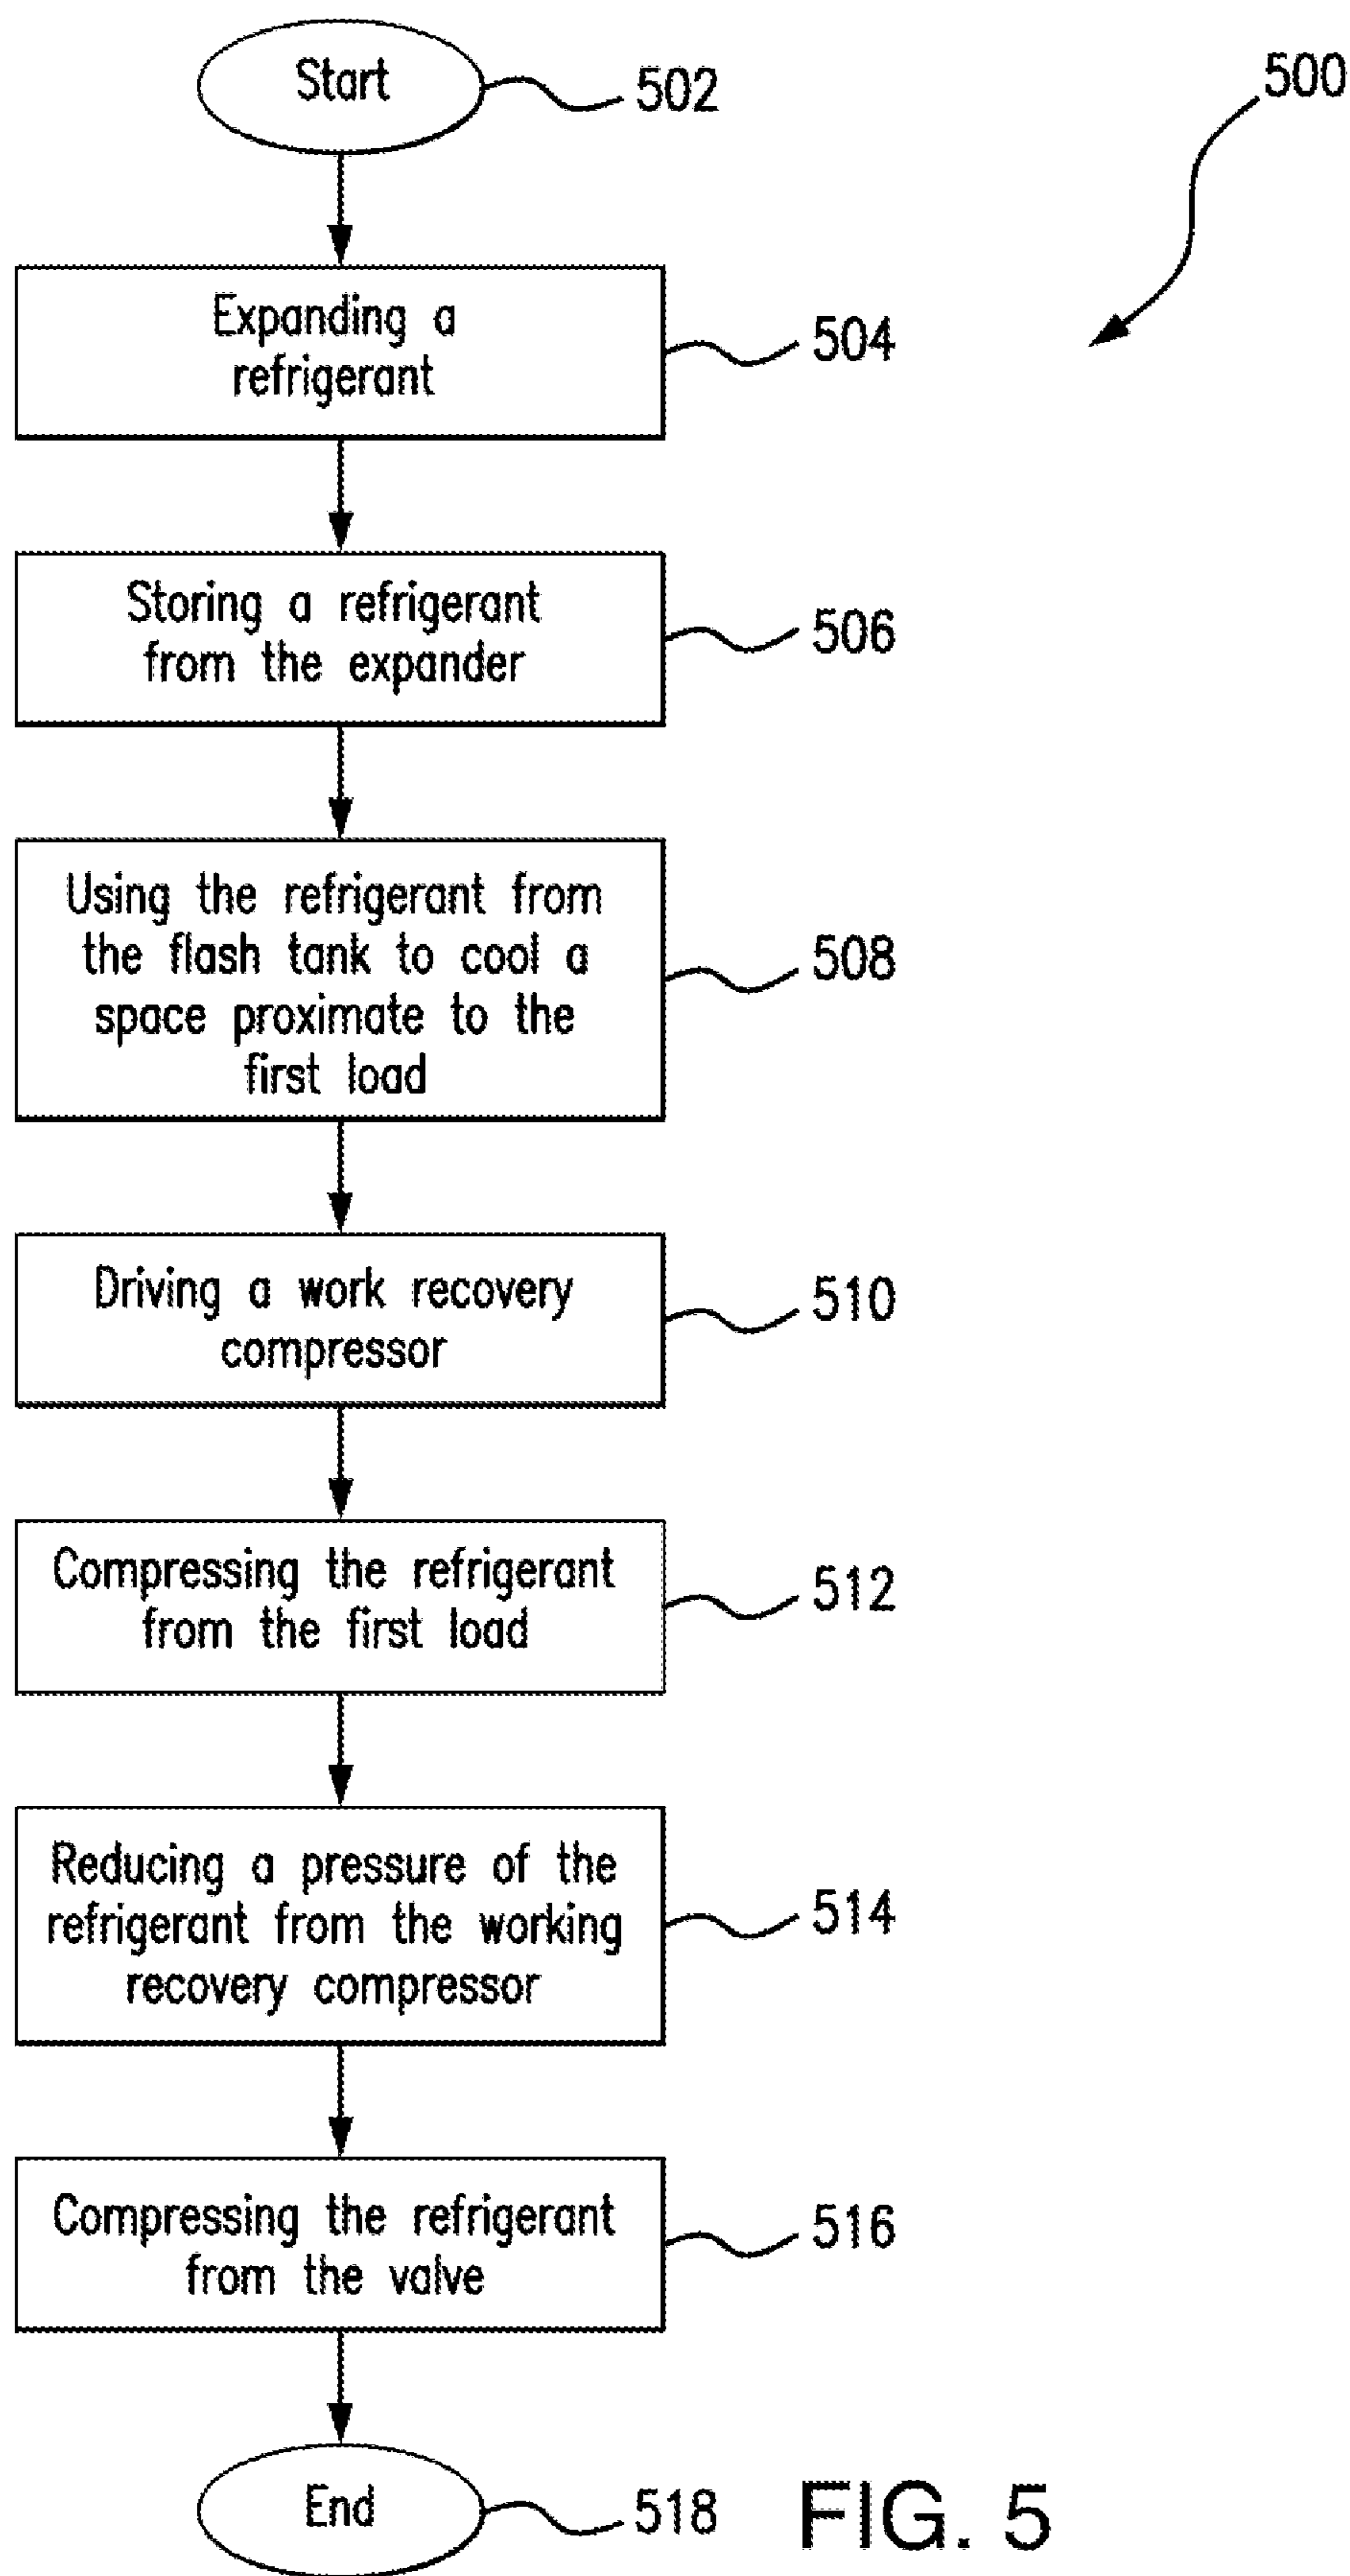 Start
502
500
Expanding a
refrigerant
504
Storing a refrigerant
from the expander
506
Using the refrigerant from
the flash tank to cool a
space proximate to the
first load
508
Driving a work recovery
compressor
510
Compressing the refrigerant
from the first load
512
Reducing a pressure of the
refrigerant from the working
recovery compressor
514
Compressing the refrigerant
from the valve
516
End
518
FIG. 5